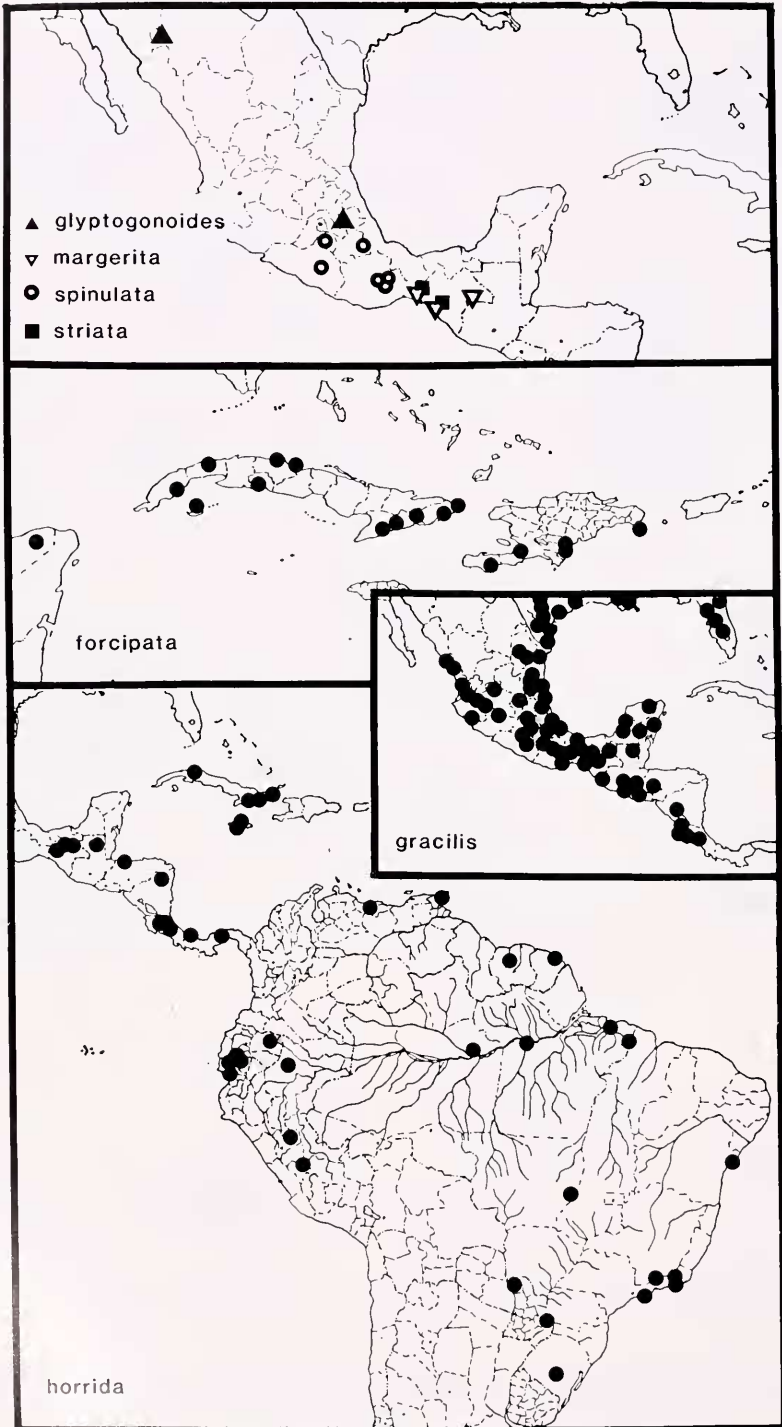 glyptogonoides
margerita
spinulata
striata
forcipata
gracilis
horrida